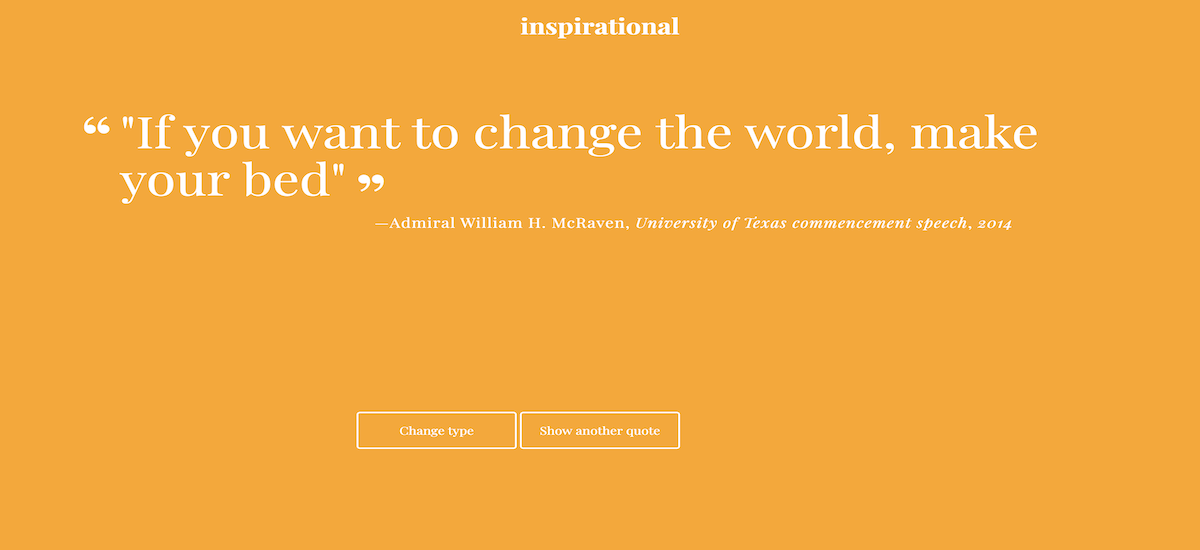 inspirational
“ "If you want to change the world, make
your bed" ”
—Admiral William H. McRaven, University of Texas commencement speech, 2014
Change type
Show another quote